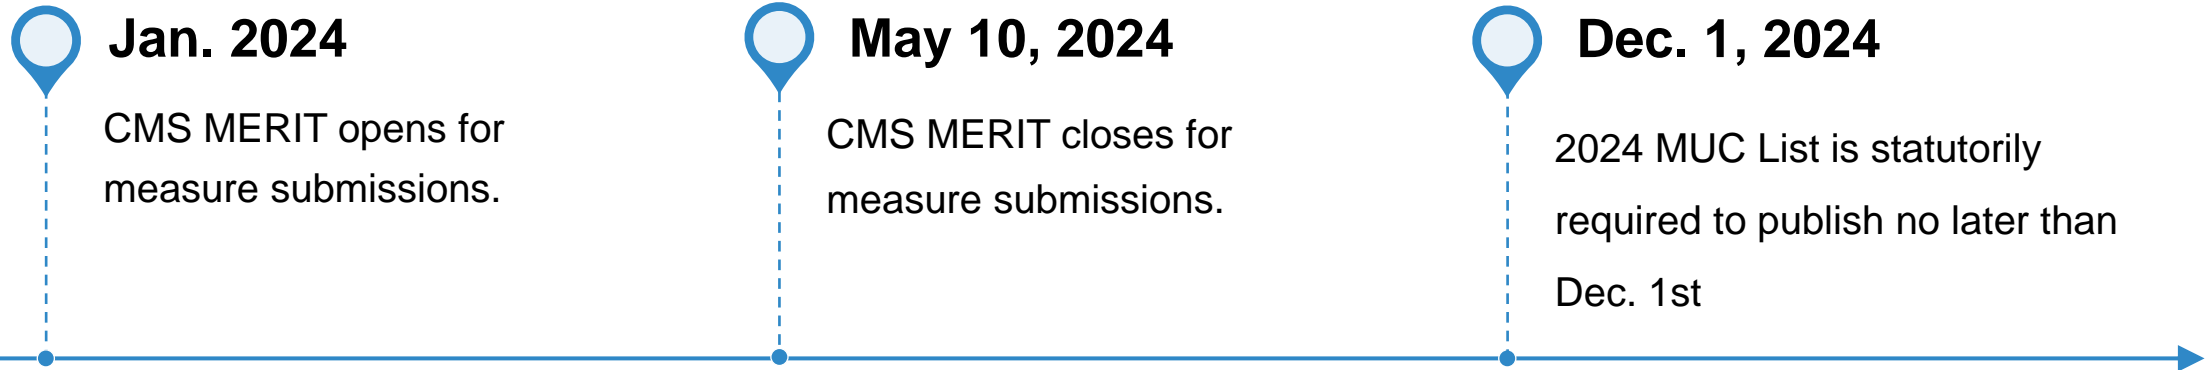 Jan. 2024
CMS MERIT opens for
measure submissions.
May 10, 2024
CMS MERIT closes for
measure submissions.
Dec. 1, 2024
2024 MUC List is statutorily
required to publish no later than
Dec. 1st